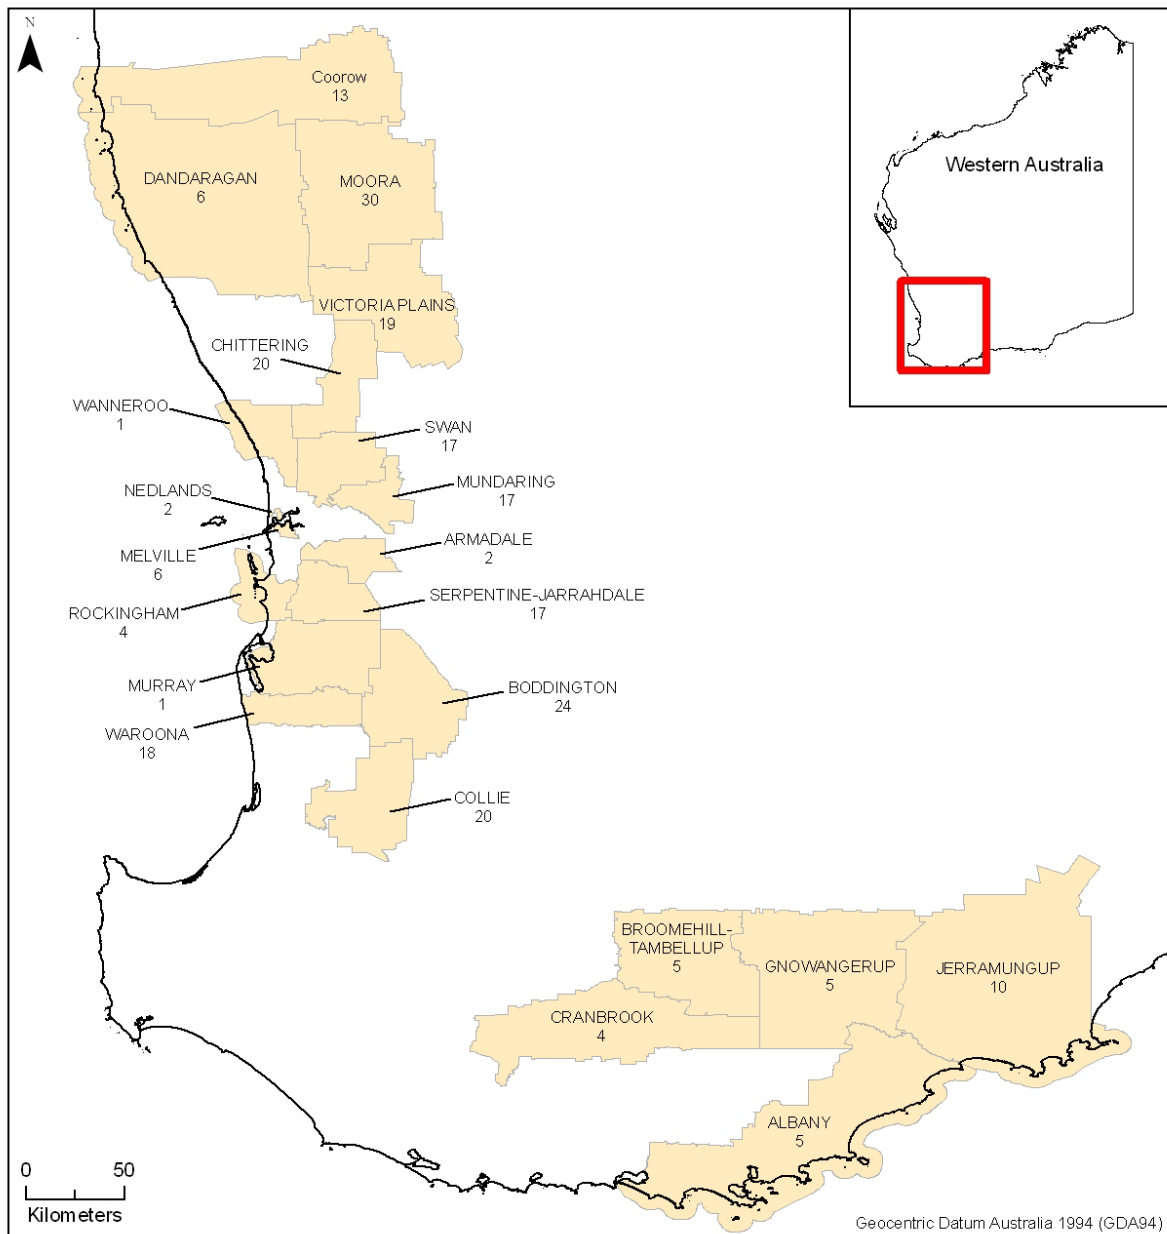 N
Coorow
13
DANDARAGAN
6
MOORA
30
Western Australia
VICTORIA PLAINS
19
CHITTERING
20
WANNEROO
1
SWAN
17
NEDLANDS
2
MUNDARING
17
MELVILLE
6
ARMADALE
2
ROCKINGHAM
4
SERPENTINE-JARRAHDALE
17
MURRAY
1
BODDINGTON
24
WAROONA
18
COLLIE
20
BROOMEHILL-
TAMBELLUP
5
GNOWANGERUP
5
JERRAMUNGUP
10
CRANBROOK
4
ALBANY
5
0 50
Kilometers
Geocentric Datum Australia 1994 (GDA94)